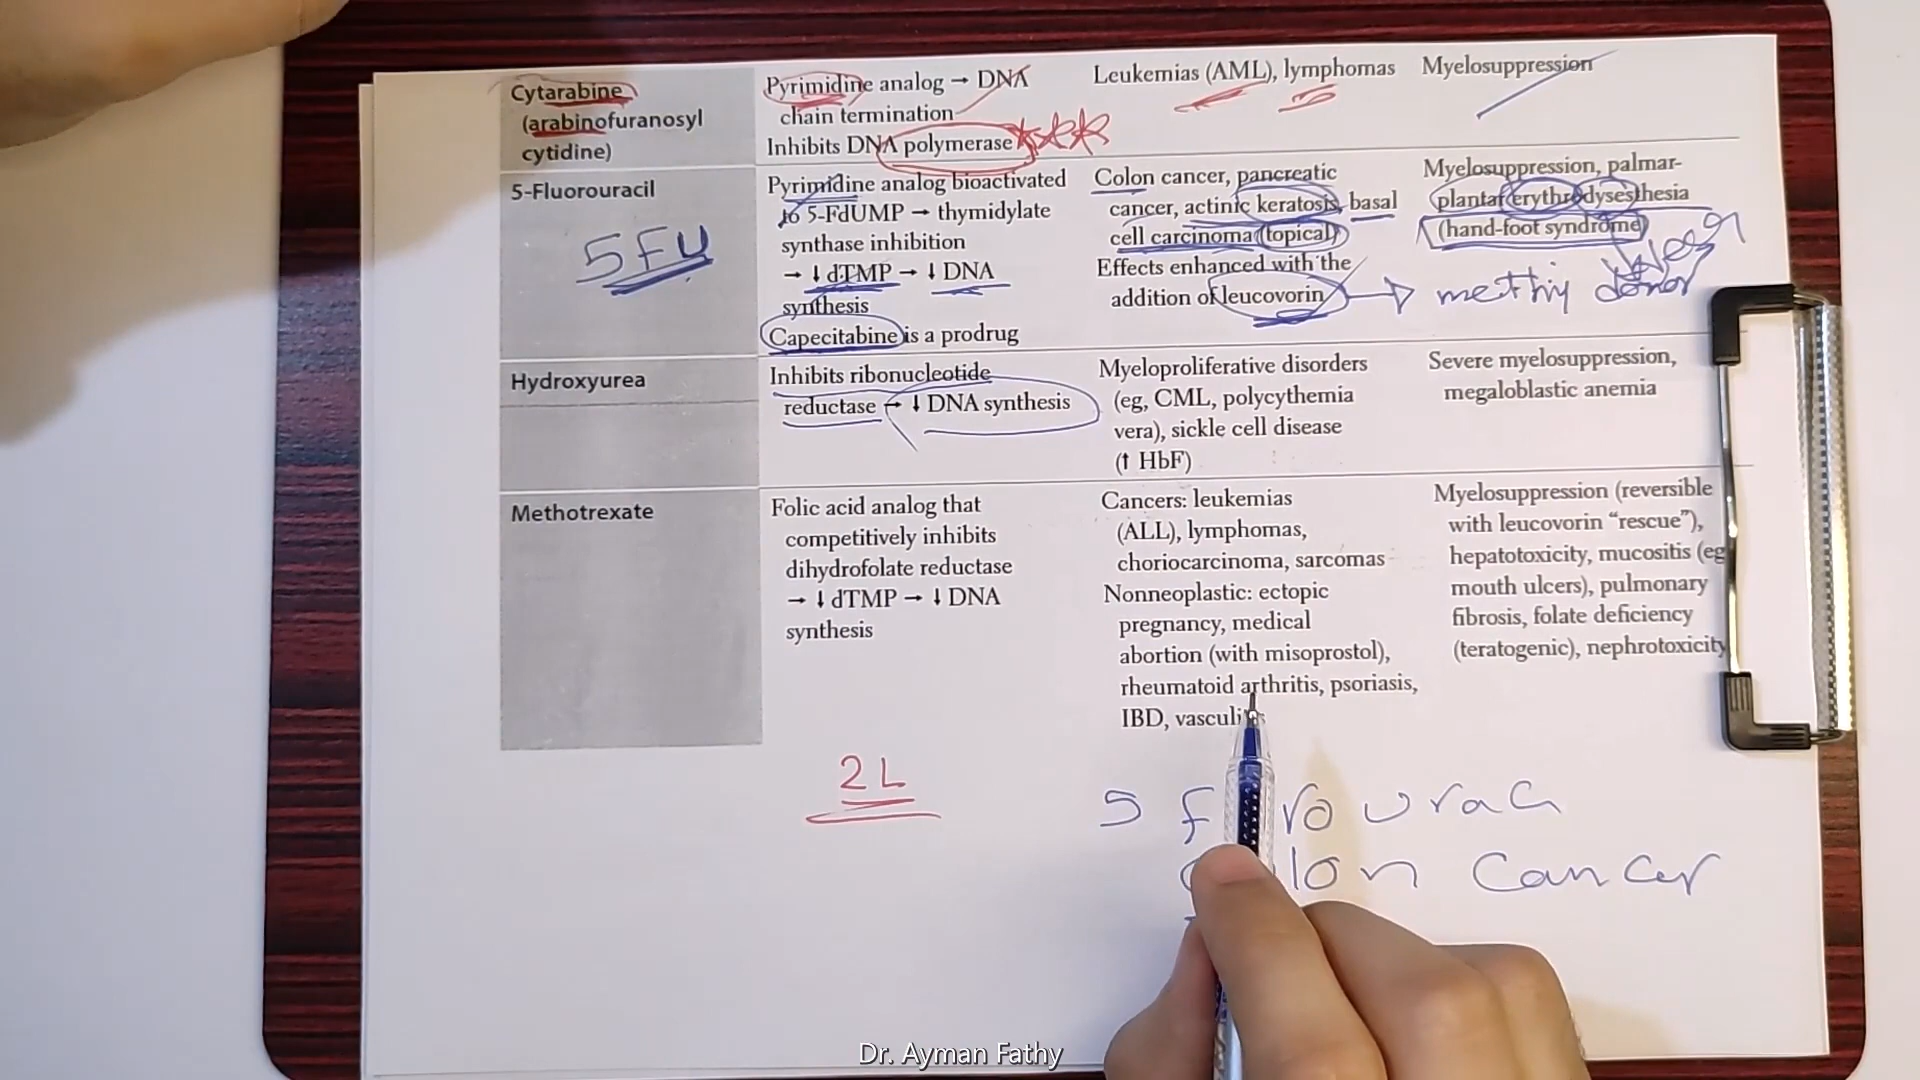 Cytarabine
(arabinofuranosyl
cytidine)
Pyrimidine analog → DNA
chain termination
Inhibits DNA polymerase
Leukemias (AML), lymphomas
Myelosuppression
5-Fluorouracil
5FU
Pyrimidine analog bioactivated
to 5-FdUMP → thymidylate
synthase inhibition
→ ↓ dTMP → ↓ DNA
synthesis
Capecitabine is a prodrug
Colon cancer, pancreatic
cancer, actinic keratosis, basal
cell carcinoma (topical)
Effects enhanced with the
addition of leucovorin
Myelosuppression, palmar-
plantar erythrodysesthesia
(hand-foot syndrome)
donor
Hydroxyurea
Inhibits ribonucleotide
reductase → ↓ DNA synthesis
Myeloproliferative disorders
(eg, CML, polycythemia
vera), sickle cell disease
(↑ HbF)
Severe myelosuppression,
megaloblastic anemia
Methotrexate
Folic acid analog that
competitively inhibits
dihydrofolate reductase
→ ↓ dTMP → ↓ DNA
synthesis
Cancers: leukemias
(ALL), lymphomas,
choriocarcinoma, sarcomas
Nonneoplastic: ectopic
pregnancy, medical
abortion (with misoprostol),
rheumatoid arthritis, psoriasis,
IBD,
Myelosuppression (reversible
with leucovorin “rescue”),
hepatotoxicity, mucositis (eg
mouth ulcers), pulmonary
fibrosis, folate deficiency
(teratogenic), nephrotoxicity
2L
5
cancer
Dr. Ayman Fathy